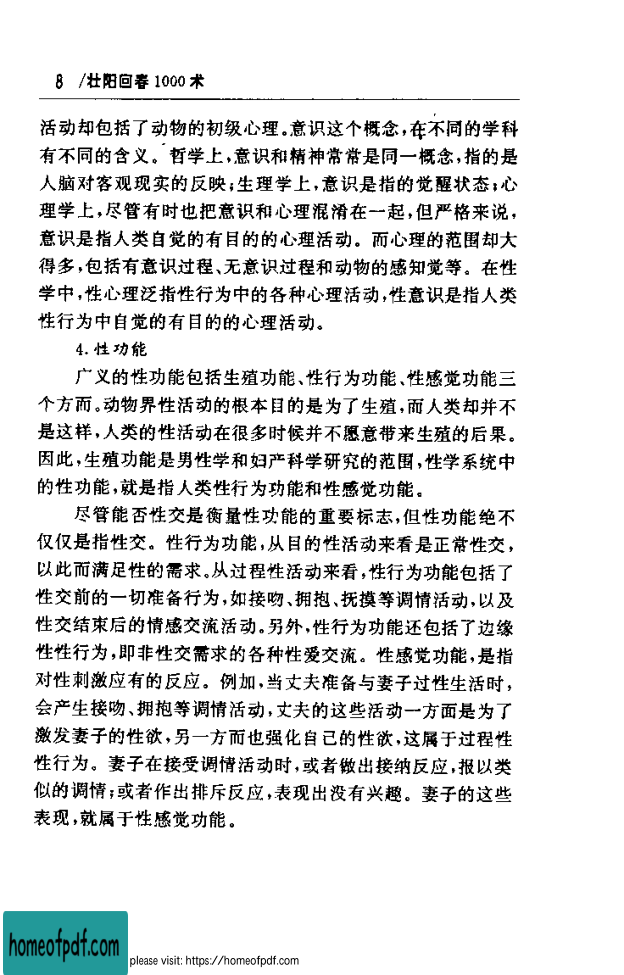 8 /壮阳回春1000术
活动却包括了动物的初级心理。意识这个概念,在不同的学科
有不同的含义。哲学上,意识和精神常常是同一概念,指的是
人脑对客观现实的反映;生理学上,意识是指的觉醒状态;心
理学上,尽管有时也把意识和心理混淆在一起,但严格来说,
意识是指人类自觉的有目的的心理活动。而心理的范围却大
得多,包括有意识过程、无意识过程和动物的感知觉等。在性
学中,性心理泛指性行为中的各种心理活动,性意识是指人类
性行为中自觉的有目的的心理活动。
4. 性功能
广义的性功能包括生殖功能、性行为功能、性感觉功能三
个方而。动物界性活动的根本目的是为了生殖,而人类却并不
是这样,人类的性活动在很多时候并不愿意带来生殖的后果。
因此,生殖功能是男性学和妇产科学研究的范围,性学系统中
的性功能,就是指人类性行为功能和性感觉功能。
尽管能否性交是衡量性功能的重要标志,但性功能绝不
仅仅是指性交。性行为功能,从目的性活动来看是正常性交,
以此而满足性的需求。从过程性活动来看,性行为功能包括了
性交前的一切准备行为,如接吻、拥抱、抚摸等调情活动,以及
性交结束后的情感交流活动。另外,性行为功能还包括了边缘
性性行为,即非性交需求的各种性爱交流。性感觉功能,是指
对性刺激应有的反应。例如,当丈夫准备与妻子过性生活时,
会产生接吻、拥抱等调情活动,丈夫的这些活动一方面是为了
激发妻子的性欲,另一方而也强化自己的性欲,这属于过程性
性行为。妻子在接受调情活动时,或者做出接纳反应,报以类
似的调情;或者作出排斥反应,表现出没有兴趣。妻子的这些
表现,就属于性感觉功能。
homeofpdf.com
please visit: https://homeofpdf.com